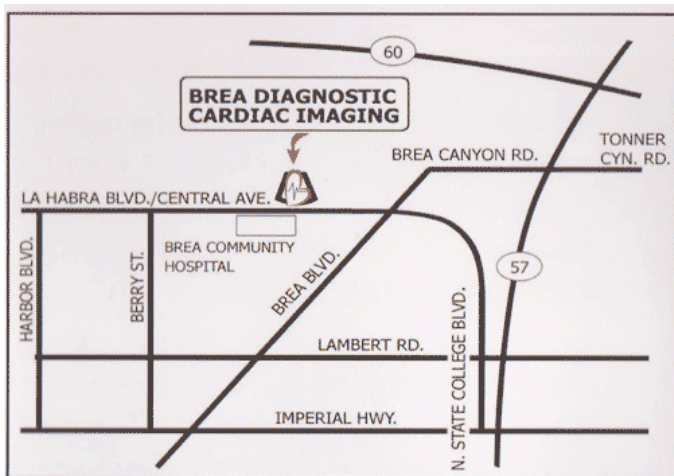 60
BREA DIAGNOSTIC
CARDIAC IMAGING
BREA CANYON RD.
TONNER
CYN. RD.
LA HABRA BLVD./CENTRAL AVE.
BREA COMMUNITY
HOSPITAL
HARBOR BLVD.
BERRY ST.
BREA BLVD.
57
LAMBERT RD.
N. STATE COLLEGE BLVD.
IMPERIAL HWY.